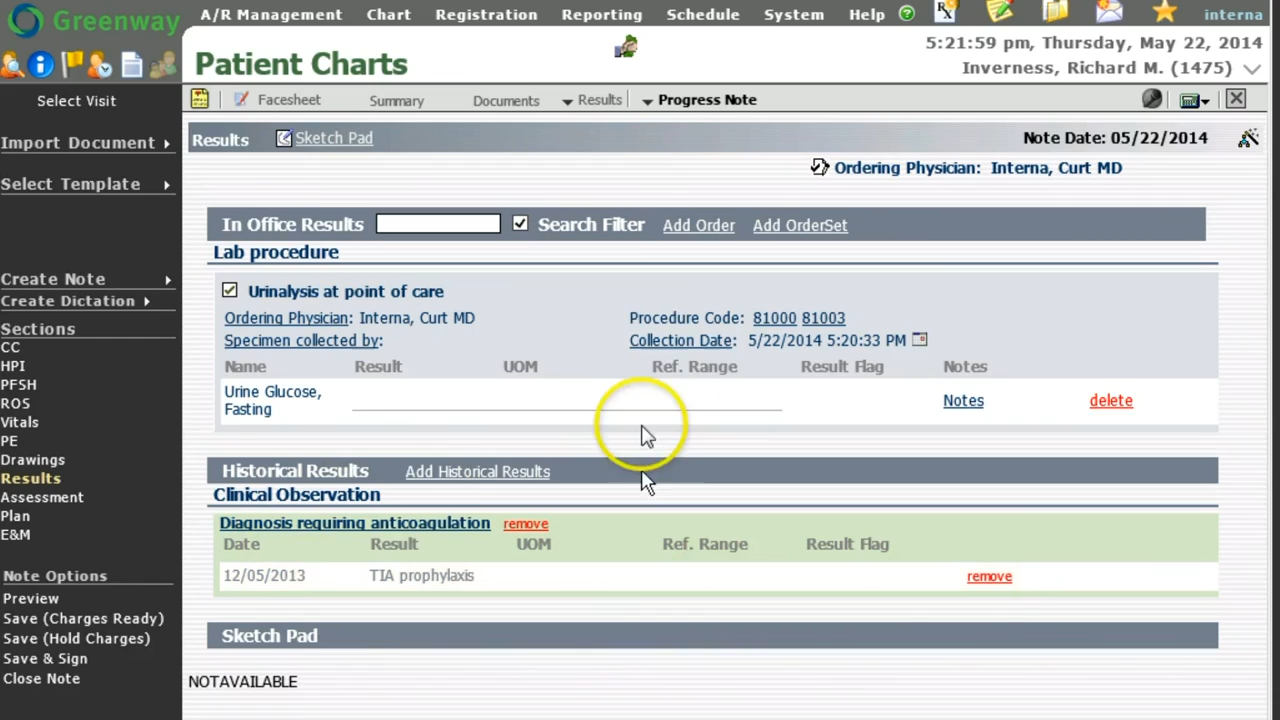 Greenway
A/R Management Chart Registration Reporting Schedule System Help interna
5:21:59 pm, Thursday, May 22, 2014
Patient Charts
Inverness, Richard M. (1475)
Select Visit
Facesheet Summary Documents Results Progress Note
Import Document
Results Sketch Pad Note Date: 05/22/2014
Ordering Physician: Interna, Curt MD
Select Template
In Office Results Search Filter Add Order Add OrderSet
Lab procedure
Urinalysis at point of care
Ordering Physician: Interna, Curt MD Procedure Code: 81000 81003
Specimen collected by: Collection Date: 5/22/2014 5:20:33 PM
Name Result UOM Ref. Range Result Flag Notes
Urine Glucose,
Fasting Notes delete
Historical Results Add Historical Results
Clinical Observation
Diagnosis requiring anticoagulation remove
Date Result UOM Ref. Range Result Flag
12/05/2013 TIA prophylaxis remove
Sketch Pad
NOTAVAILABLE
Create Note
Create Dictation
Sections
CC
HPI
PFSH
ROS
Vitals
PE
Drawings
Results
Assessment
Plan
E&M
Note Options
Preview
Save (Charges Ready)
Save (Hold Charges)
Save & Sign
Close Note